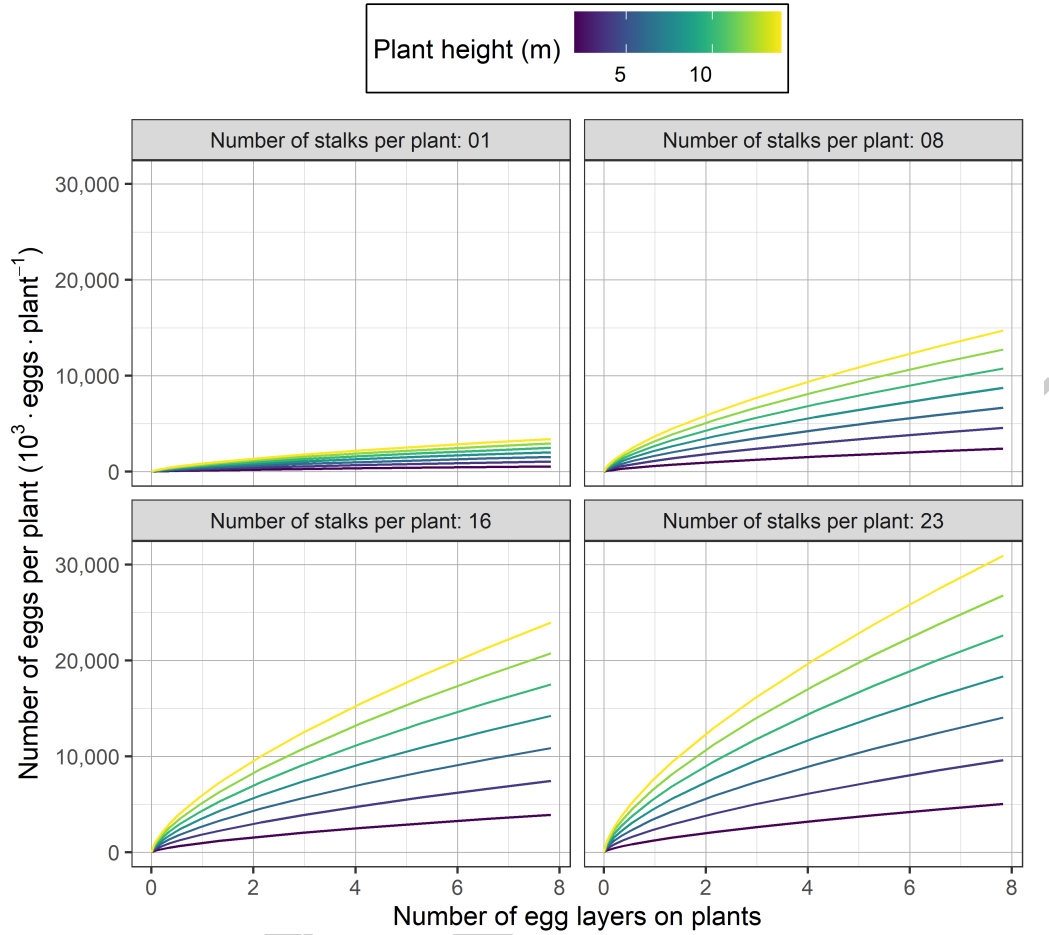 Plant height (m)
5 10
Number of stalks per plant: 01
Number of stalks per plant: 08
30,000
20,000
10,000
0
Number of stalks per plant: 16
Number of stalks per plant: 23
30,000
20,000
10,000
0
0 2 4 6 8
0 2 4 6 8
Number of egg layers on plants
Number of eggs per plant (10³ · eggs · plant⁻¹)